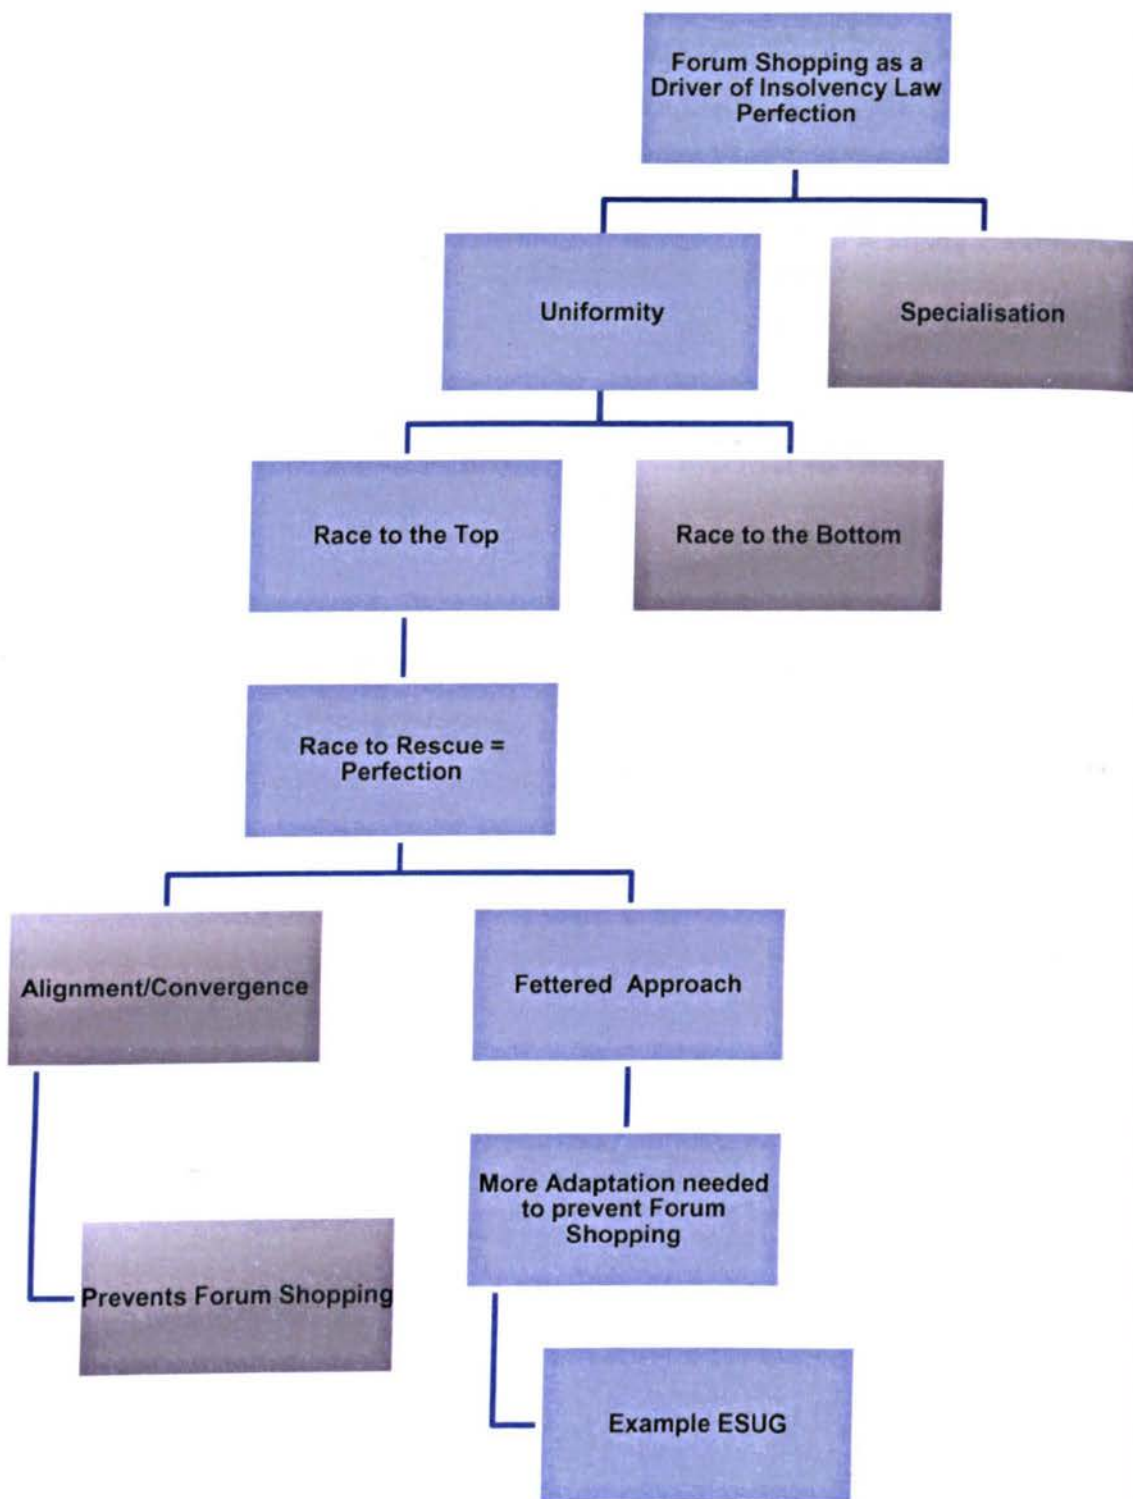 Forum Shopping as a
Driver of Insolvency Law
Perfection
Uniformity
Specialisation
Race to the Top
Race to the Bottom
Race to Rescue =
Perfection
Alignment/Convergence
Fettered Approach
More Adaptation needed
to prevent Forum
Shopping
Prevents Forum Shopping
Example ESUG